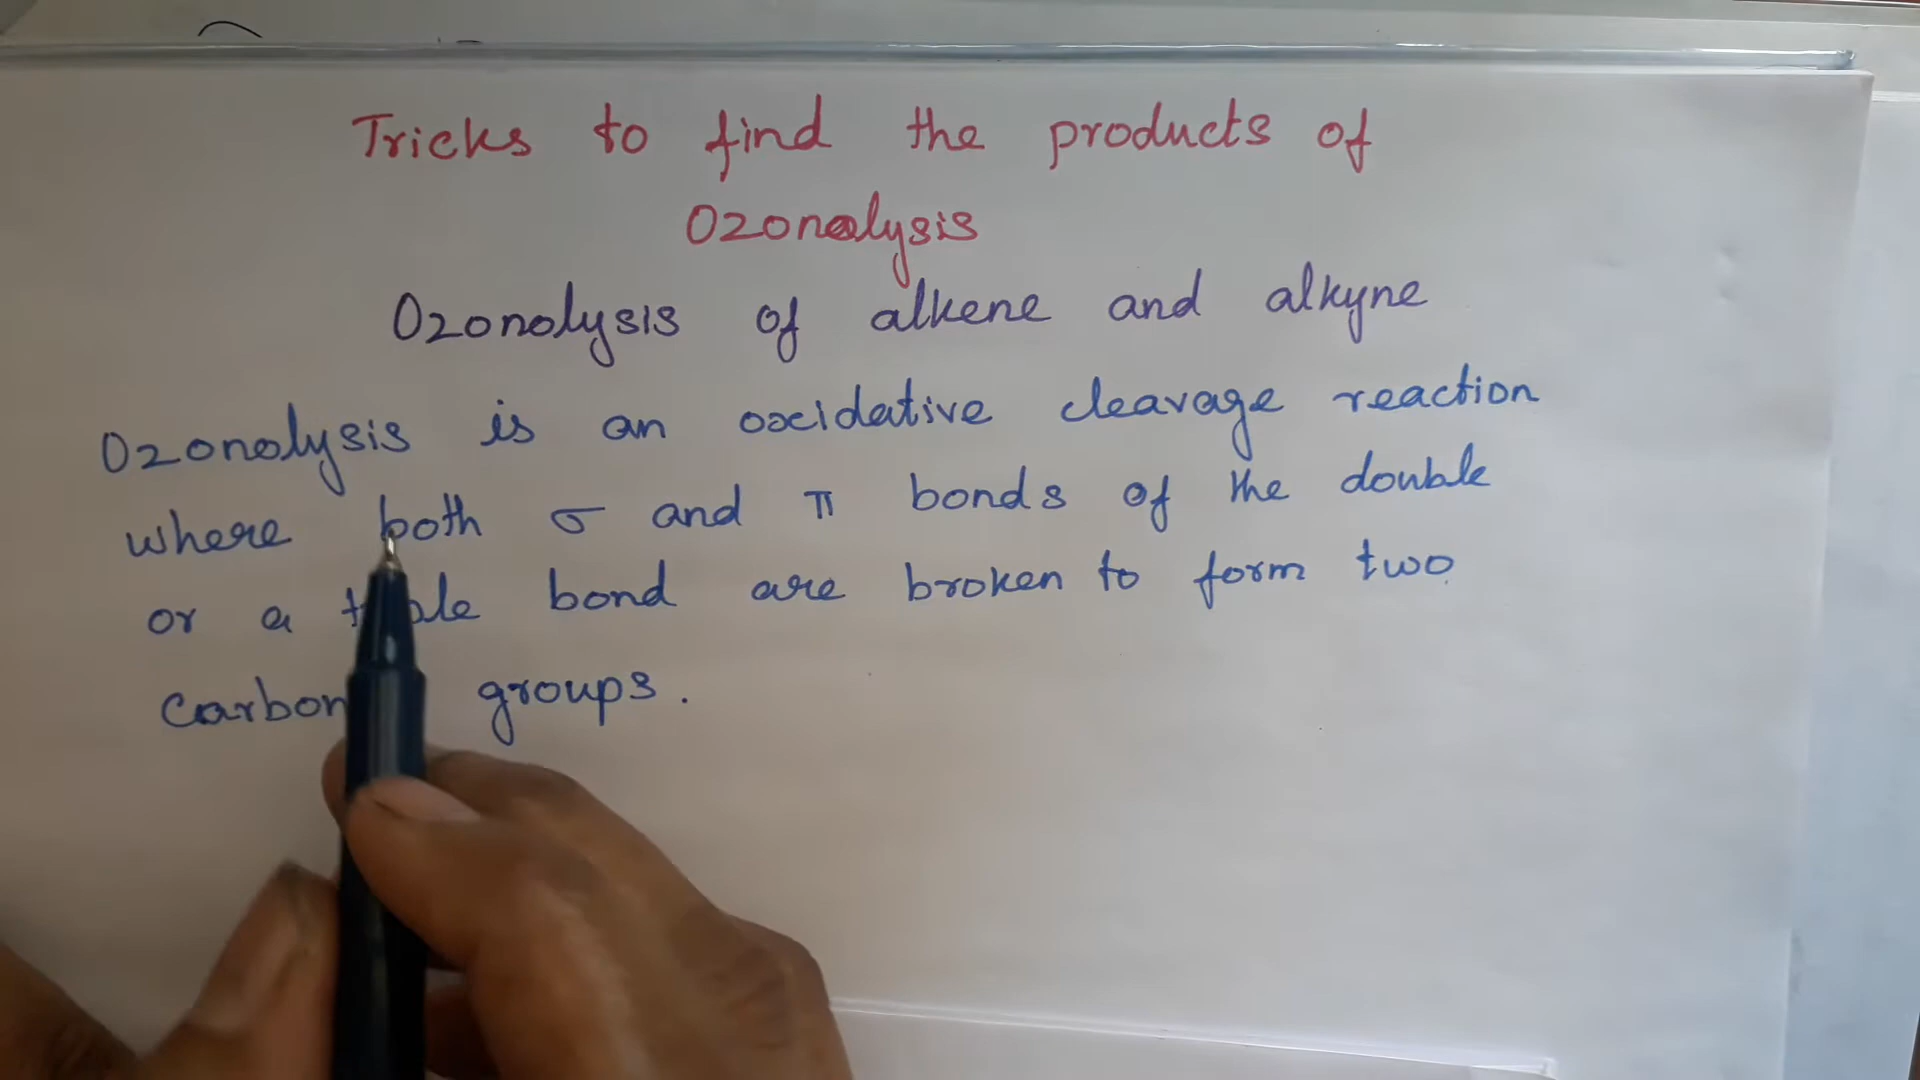 Tricks to find the products of
Ozonolysis
Ozonolysis of alkene and alkyne
Ozonolysis is an oxidative cleavage reaction
where both σ and π bonds of the double
or a bond are broken to form two
groups.